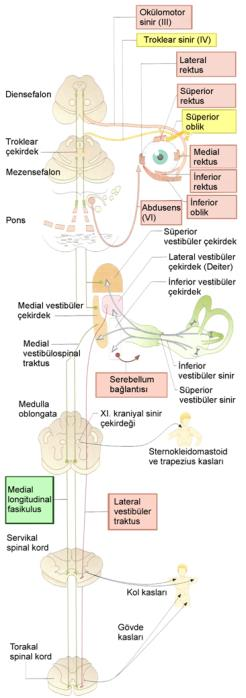 Okülomotor
sinir (III)
Troklear sinir (IV)
Lateral
rektus
Süperior
rektus
Diensefalon
Süperior
oblik
Troklear
çekirdek
Mezensefalon
Medial
rektus
İnferior
rektus
Pons
Abdusens
(VI)
İnferior
oblik
Süperior
vestibüler çekirdek
Lateral vestibüler
çekirdek (Deiter)
İnferior vestibüler
çekirdek
Medial vestibüler
çekirdek
Medial
vestibülospinal
traktus
İnferior
vestibüler sinir
Serebellum
bağlantısı
Süperior
vestibüler sinir
Medulla
oblongata
XI. kraniyal sinir
çekirdeği
Sternokleidomastoid
ve trapezius kasları
Medial
longitudinal
fasikulus
Lateral
vestibüler
traktus
Servikal
spinal kord
Kol kasları
Gövde
kasları
Torakal
spinal kord